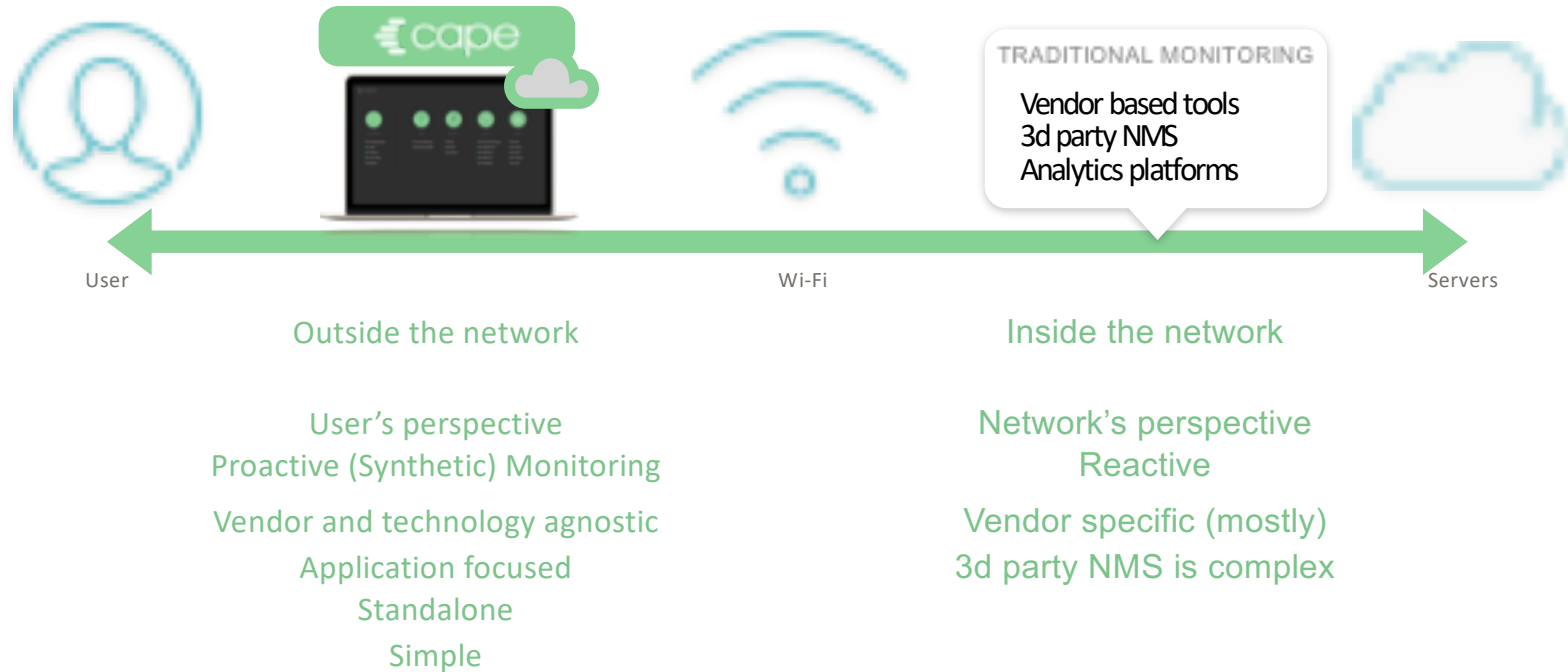 cape
TRADITIONAL MONITORING
Vendor based tools
3d party NMS
Analytics platforms
User
Wi-Fi
Servers
Outside the network
User’s perspective
Proactive (Synthetic) Monitoring
Vendor and technology agnostic
Application focused
Standalone
Simple
Inside the network
Network’s perspective
Reactive
Vendor specific (mostly)
3d party NMS is complex